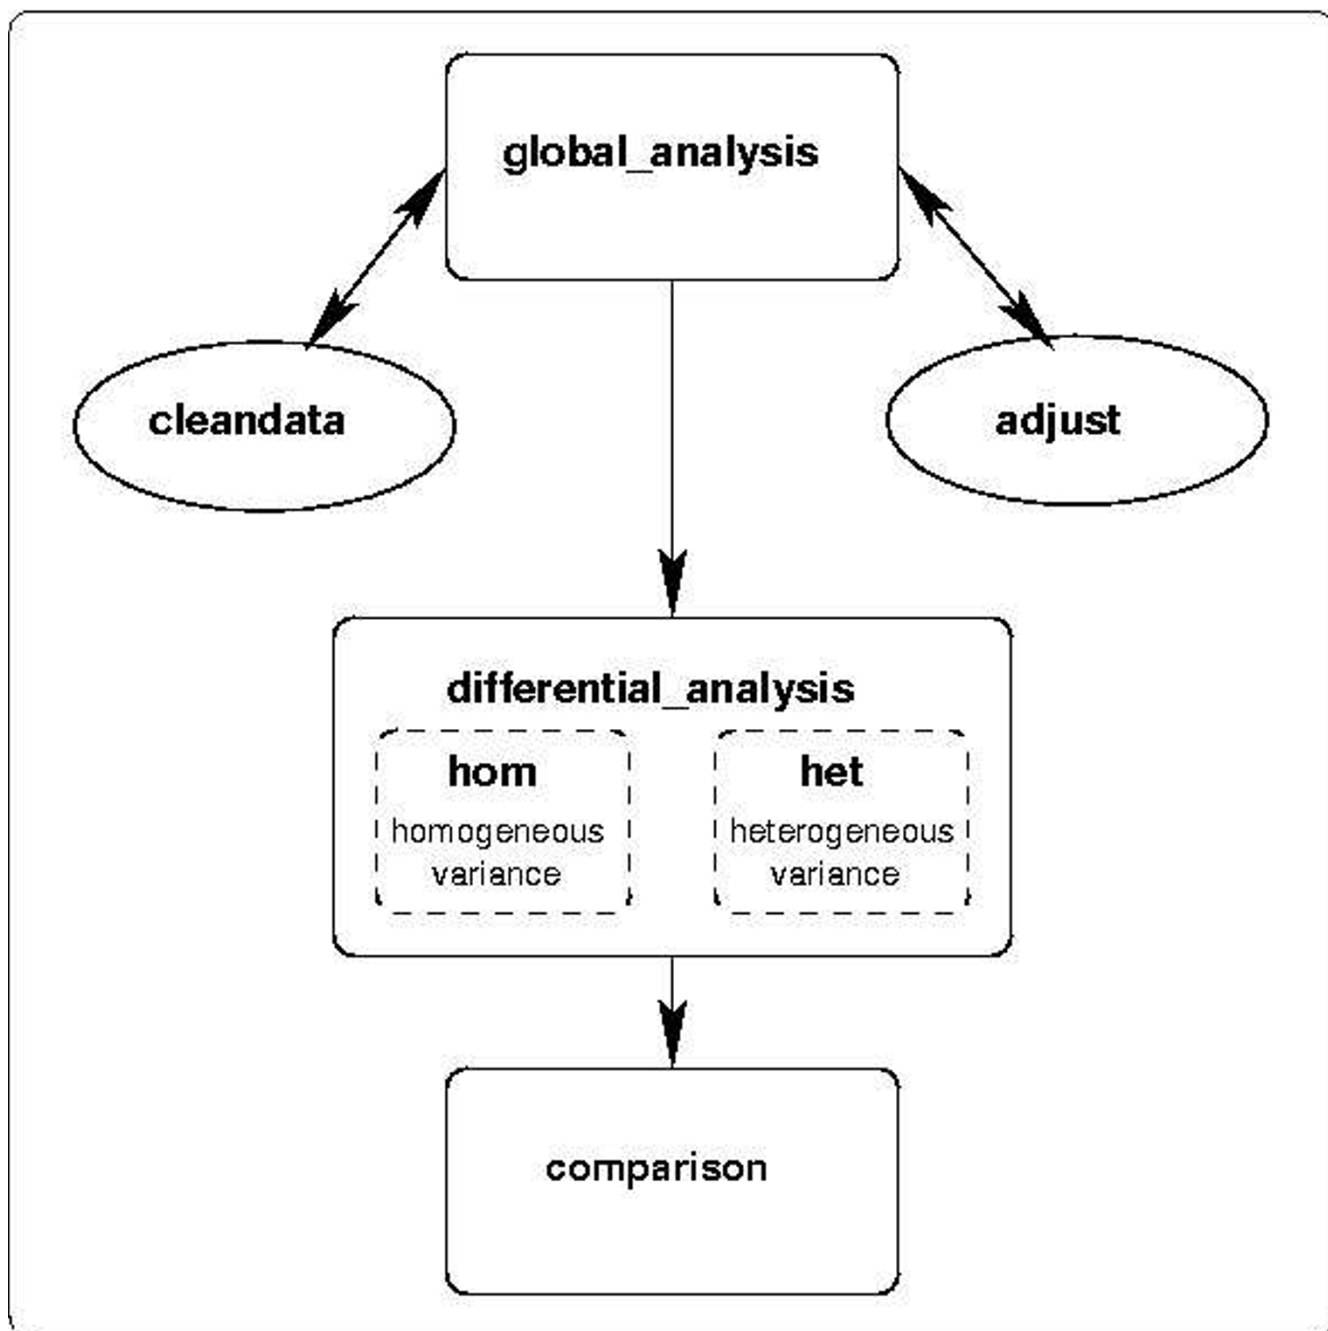 global_analysis
cleandata
adjust
differential_analysis
hom
homogeneous
variance
het
heterogeneous
variance
comparison